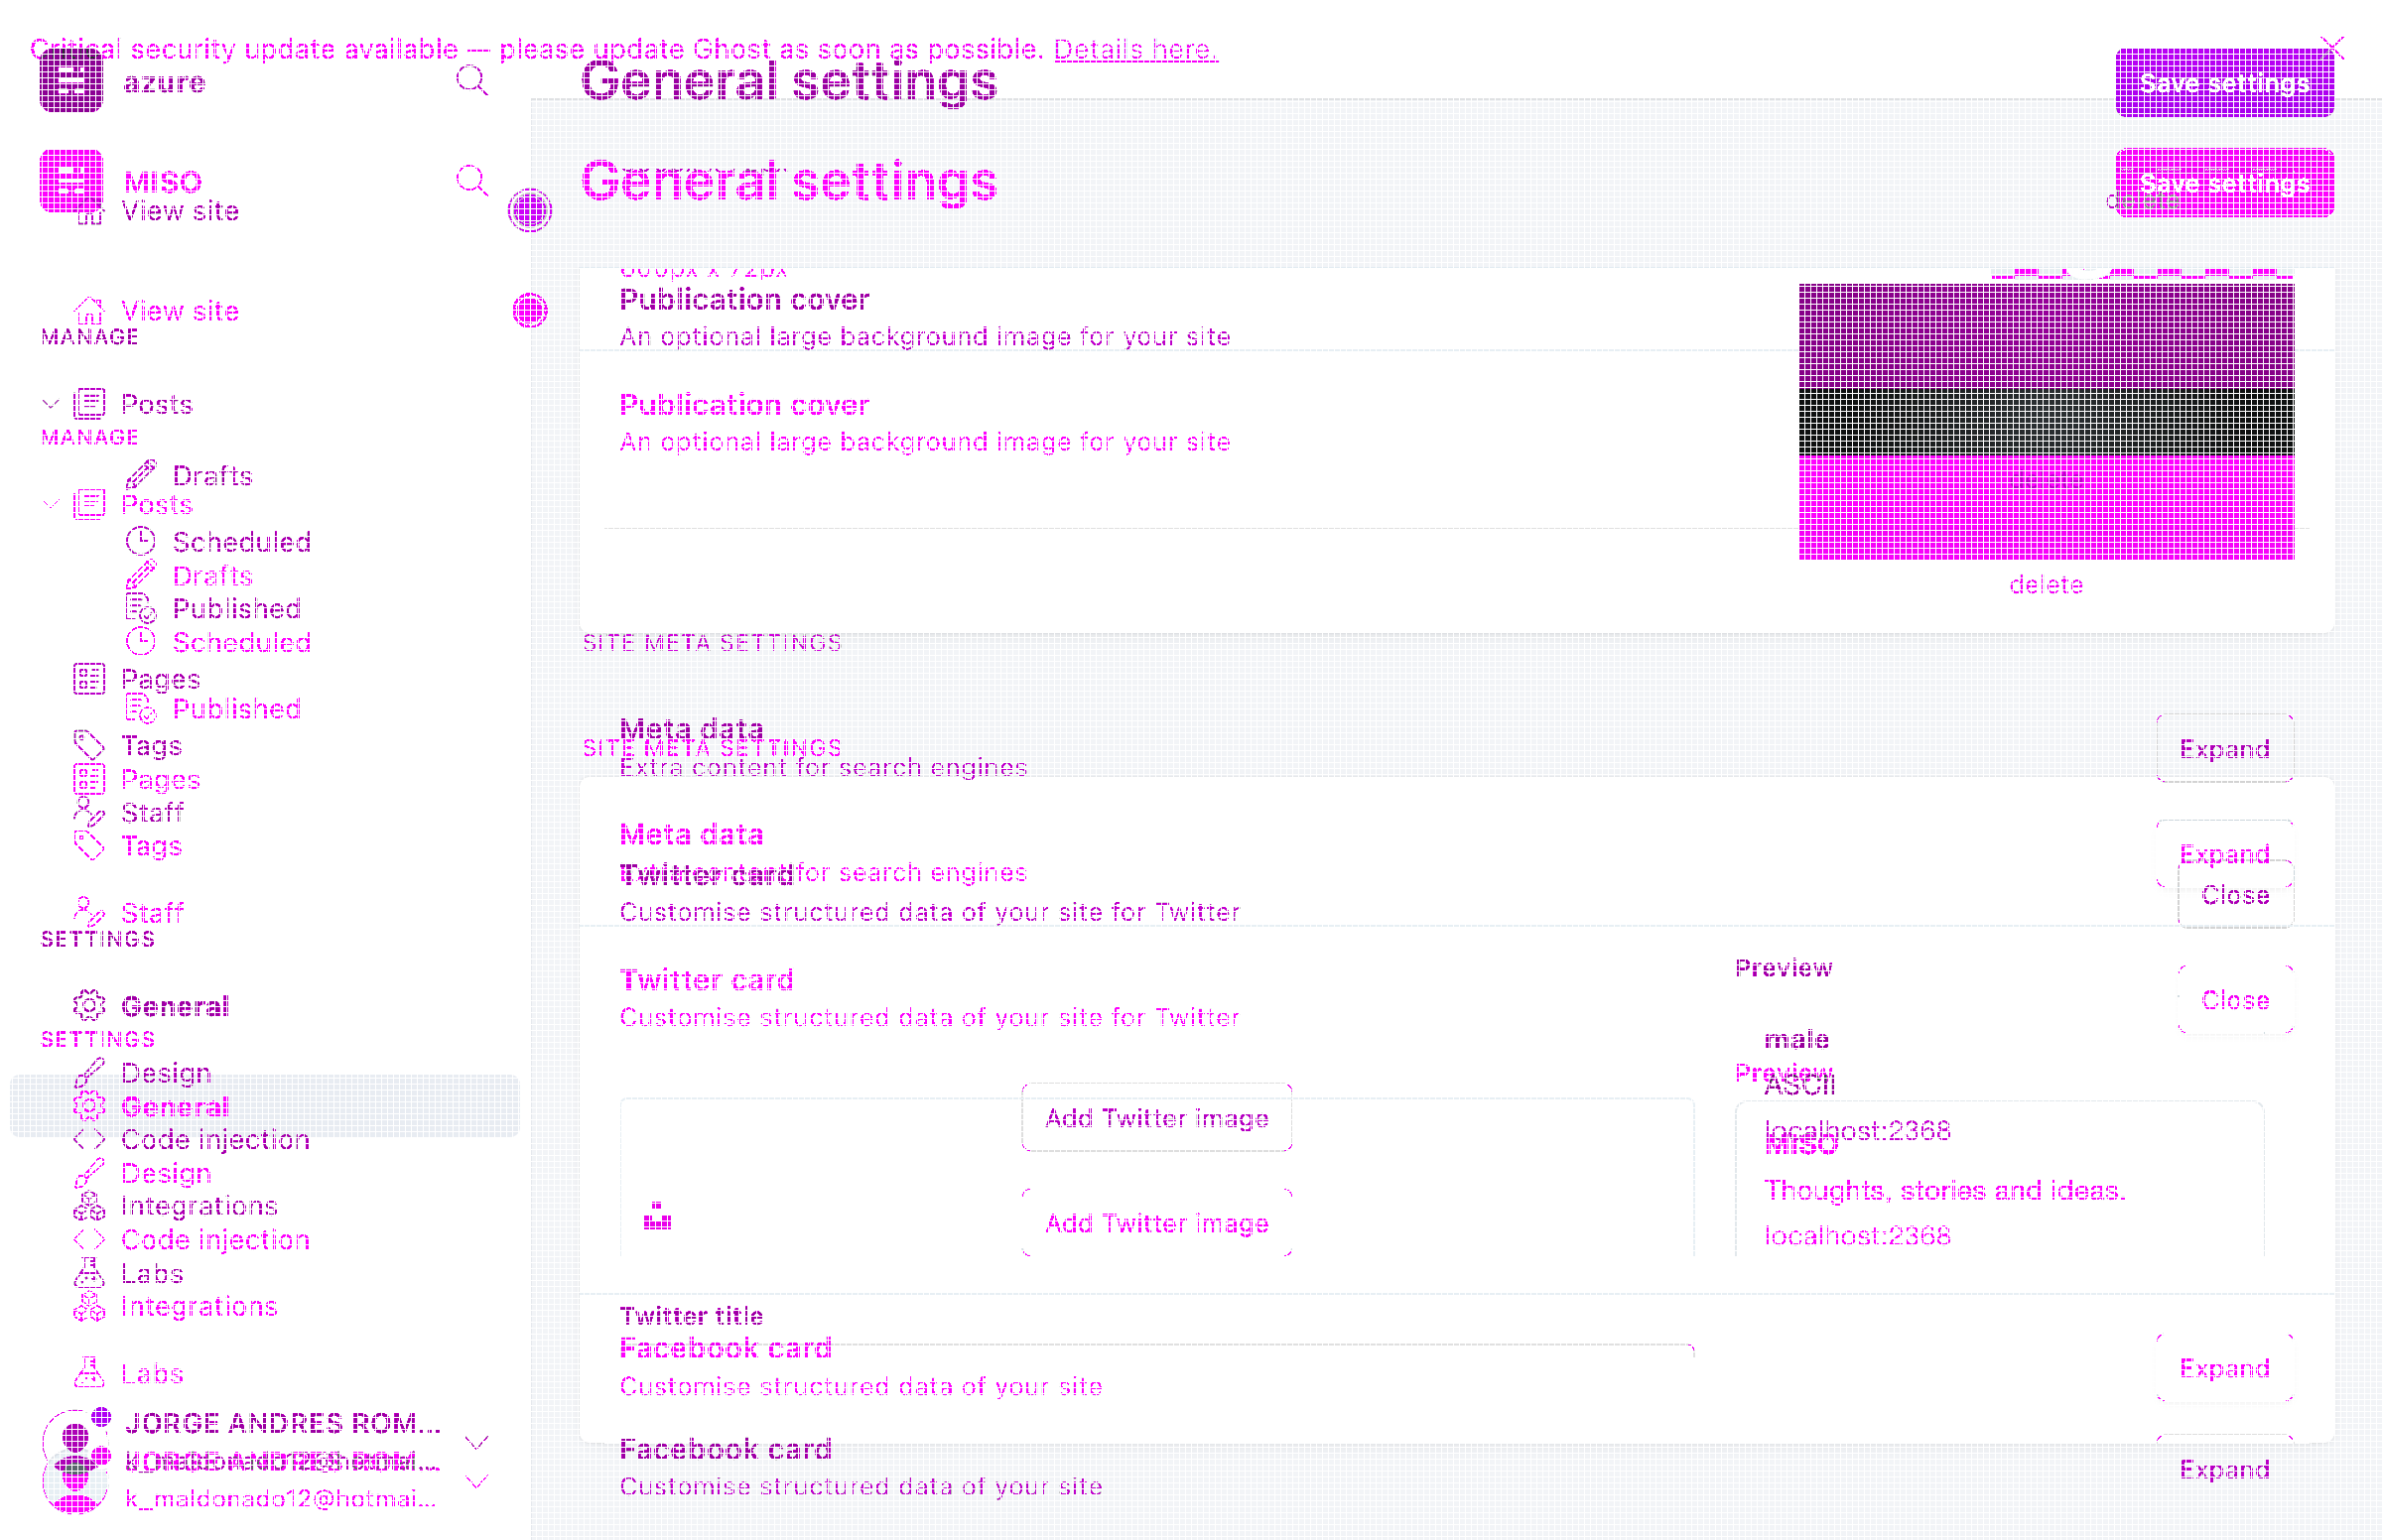 Critical security update available — please update Ghost as soon as possible. Details here.
azure
General settings
Save settings
MISO
General settings
Save settings
View site
600px x 72px
Publication cover
View site
An optional large background image for your site
MANAGE
Posts
Publication cover
MANAGE
An optional large background image for your site
Drafts
Posts
Scheduled
Drafts
delete
Published
Scheduled
SITE META SETTINGS
Pages
Published
Meta data
Tags
SITE META SETTINGS
Expand
Extra content for search engines
Pages
Staff
Meta data
Tags
Expand
Twitter card
for search engines
Close
Staff
Customise structured data of your site for Twitter
SETTINGS
Preview
Twitter card
General
Close
Customise structured data of your site for Twitter
SETTINGS
male
Design
Preview
ASCII
General
Add Twitter image
Code injection
localhost:2368
MISO
Design
Thoughts, stories and ideas.
Integrations
Add Twitter image
Code injection
localhost:2368
Labs
Integrations
Twitter title
Facebook card
Labs
Expand
Customise structured data of your site
JORGE ANDRES ROM...
Facebook card
JORGE ANDRES ROM...
Expand
Customise structured data of your site
k_maldonado12@hotmai...